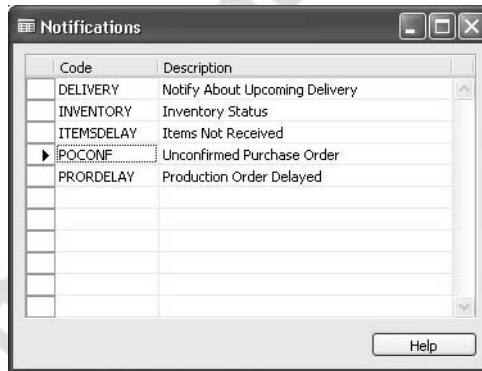 Notifications
Code Description
DELIVERY Notify About Upcoming Delivery
INVENTORY Inventory Status
ITEMSDELAY Items Not Received
POCONF Unconfirmed Purchase Order
PRORDELAY Production Order Delayed
Help